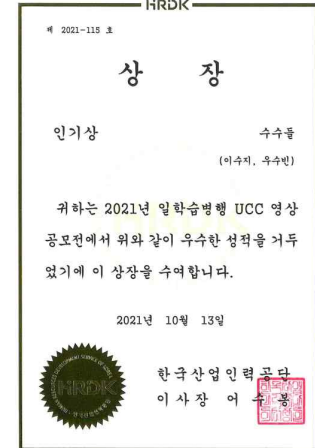 HRDK
제 2021-115 호
상 장
인기상 수수들
(이수지, 우수빈)
귀하는 2021년 일학습병행 UCC 영상
공모전에서 위와 같이 우수한 성적을 거두
었기에 이 상장을 수여합니다.
2021년 10월 13일
HRDK
한국산업인력공단
이사장 어수봉